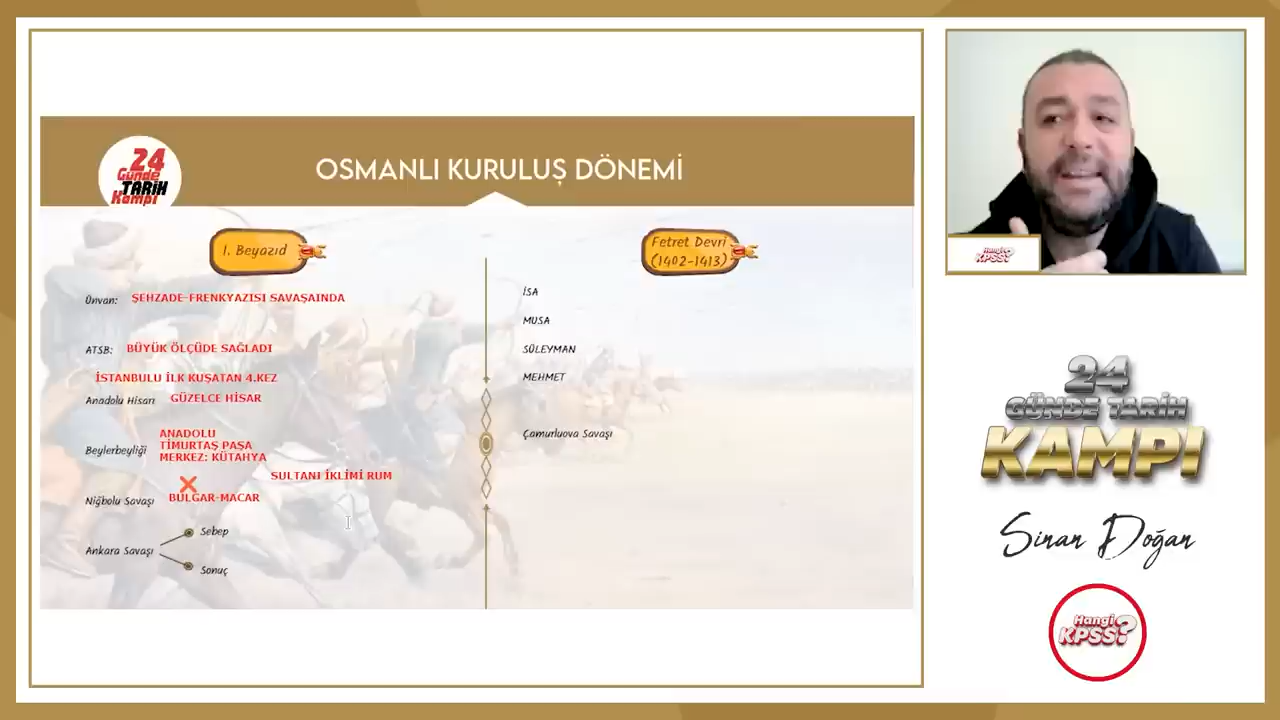 24
Günde
TARİH
Kampı
OSMANLI KURULUŞ DÖNEMİ
I. Beyazıd
Ünvan: ŞEHZADE-FRENKYAZISI SAVAŞAINDA
ATSB: BÜYÜK ÖLÇÜDE SAĞLADI
İSTANBULU İLK KUŞATAN 4.KEZ
Anadolu Hisarı GÜZELCE HİSAR
Beylerbeyliği ANADOLU
TİMURTAŞ PAŞA
MERKEZ: KÜTAHYA
SULTANI İKLİMİ RUM
Niğbolu Savaşı BULGAR-MACAR
Ankara Savaşı
Sebep
Sonuç
Fetret Devri
(1402-1413)
İSA
MUSA
SÜLEYMAN
MEHMET
Çamurluova Savaşı
Hangi
KPSS?
24
GÜNDE TARİH
KAMPI
Sinan Doğan
Hangi
KPSS?